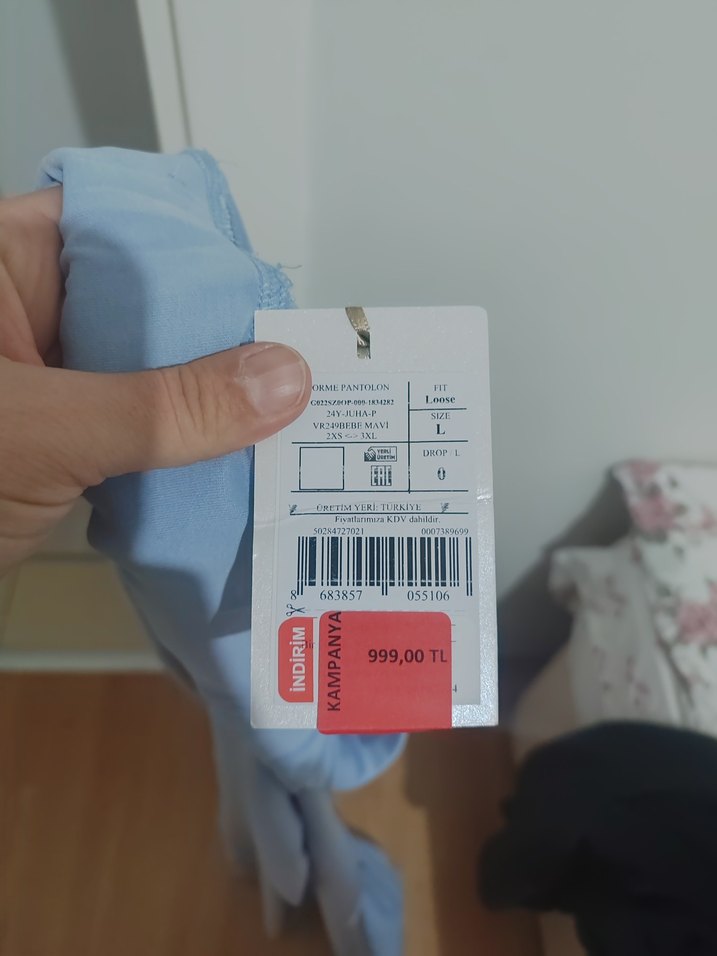 ORME PANTOLON
G022SZ0OP-009-1834282
24Y-JUHA-P
VR249BEBE MAVİ
2XS <-> 3XL
FIT
Loose
SIZE
L
DROP / L
0
YERLİ
ÜRETİM
EAC
ÜRETİM YERİ: TÜRKİYE
Fiyatlarımıza KDV dahildir.
50284727021 0007389699
8 683857 055106
İNDİRİM
KAMPANYA
999,00 TL
4